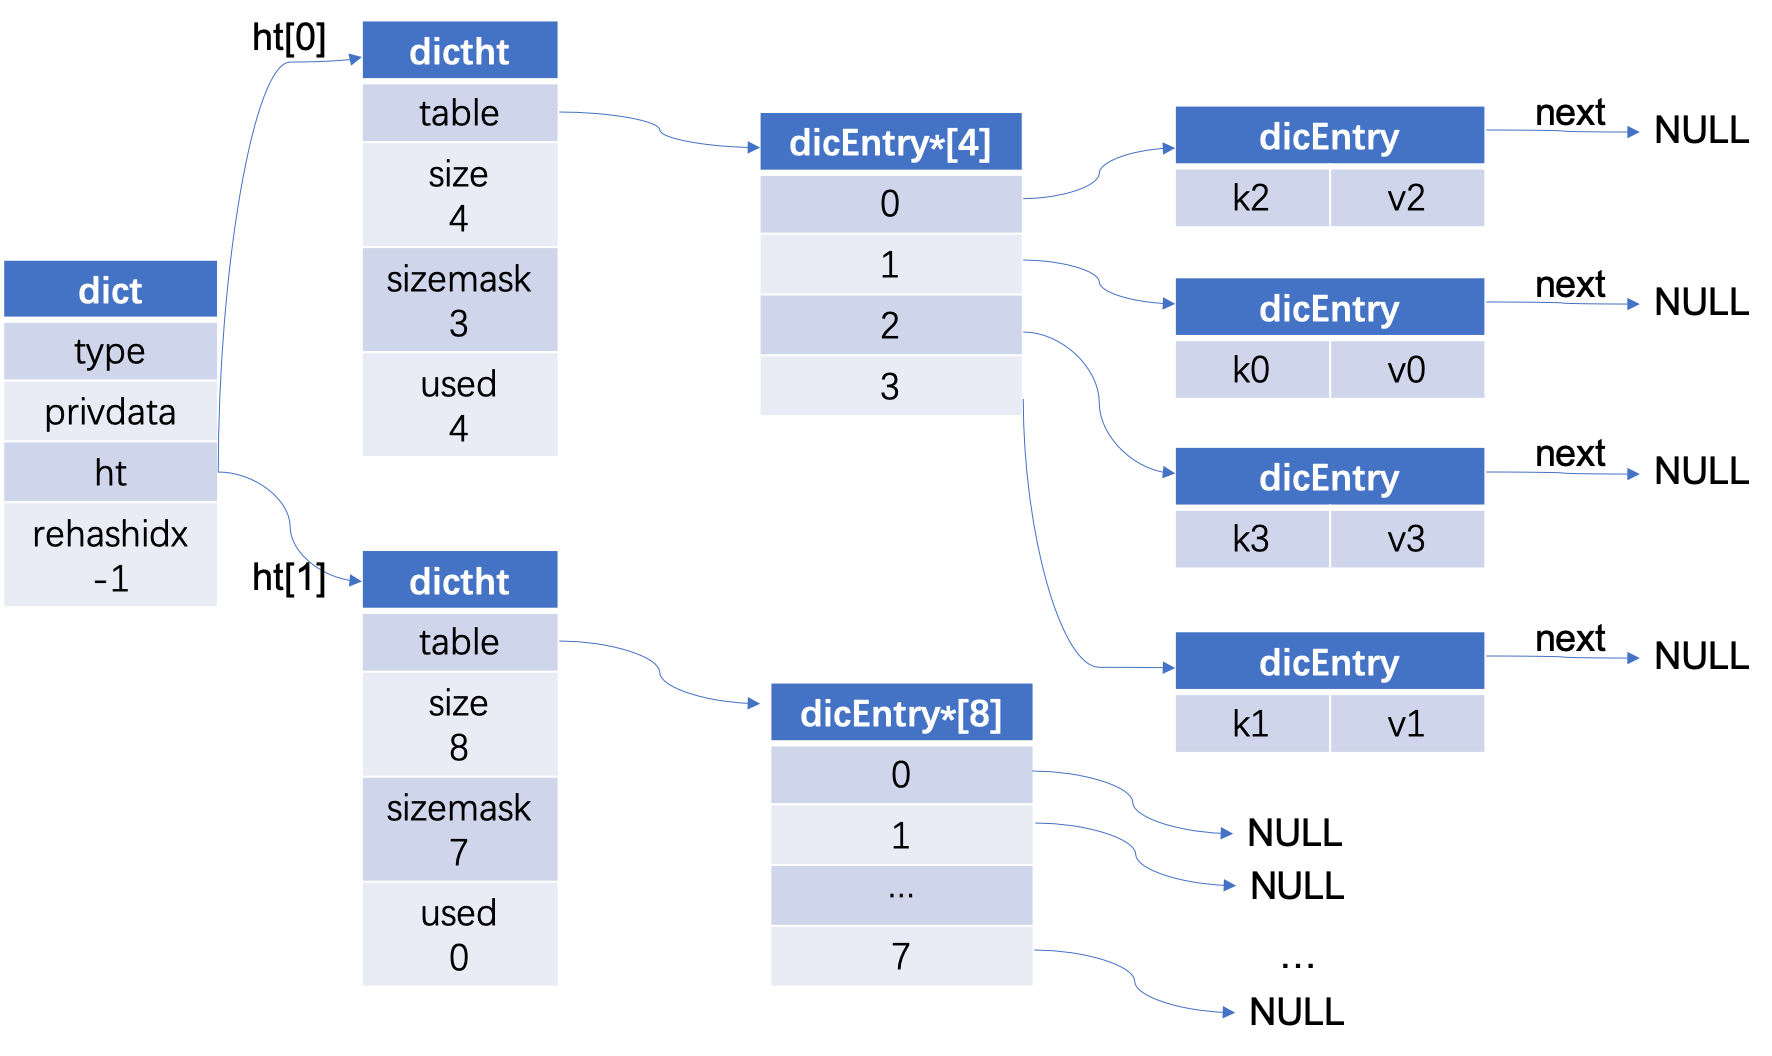 dict
type
privdata
ht
rehashidx
-1
ht[0]
dictht
table
size
4
sizemask
3
used
4
ht[1]
dictht
table
size
8
sizemask
7
used
0
dicEntry*[4]
0
1
2
3
dicEntry*[8]
0
1
...
7
dicEntry
k2 v2
next
NULL
dicEntry
k0 v0
next
NULL
dicEntry
k3 v3
next
NULL
dicEntry
k1 v1
next
NULL
NULL
NULL
...
NULL